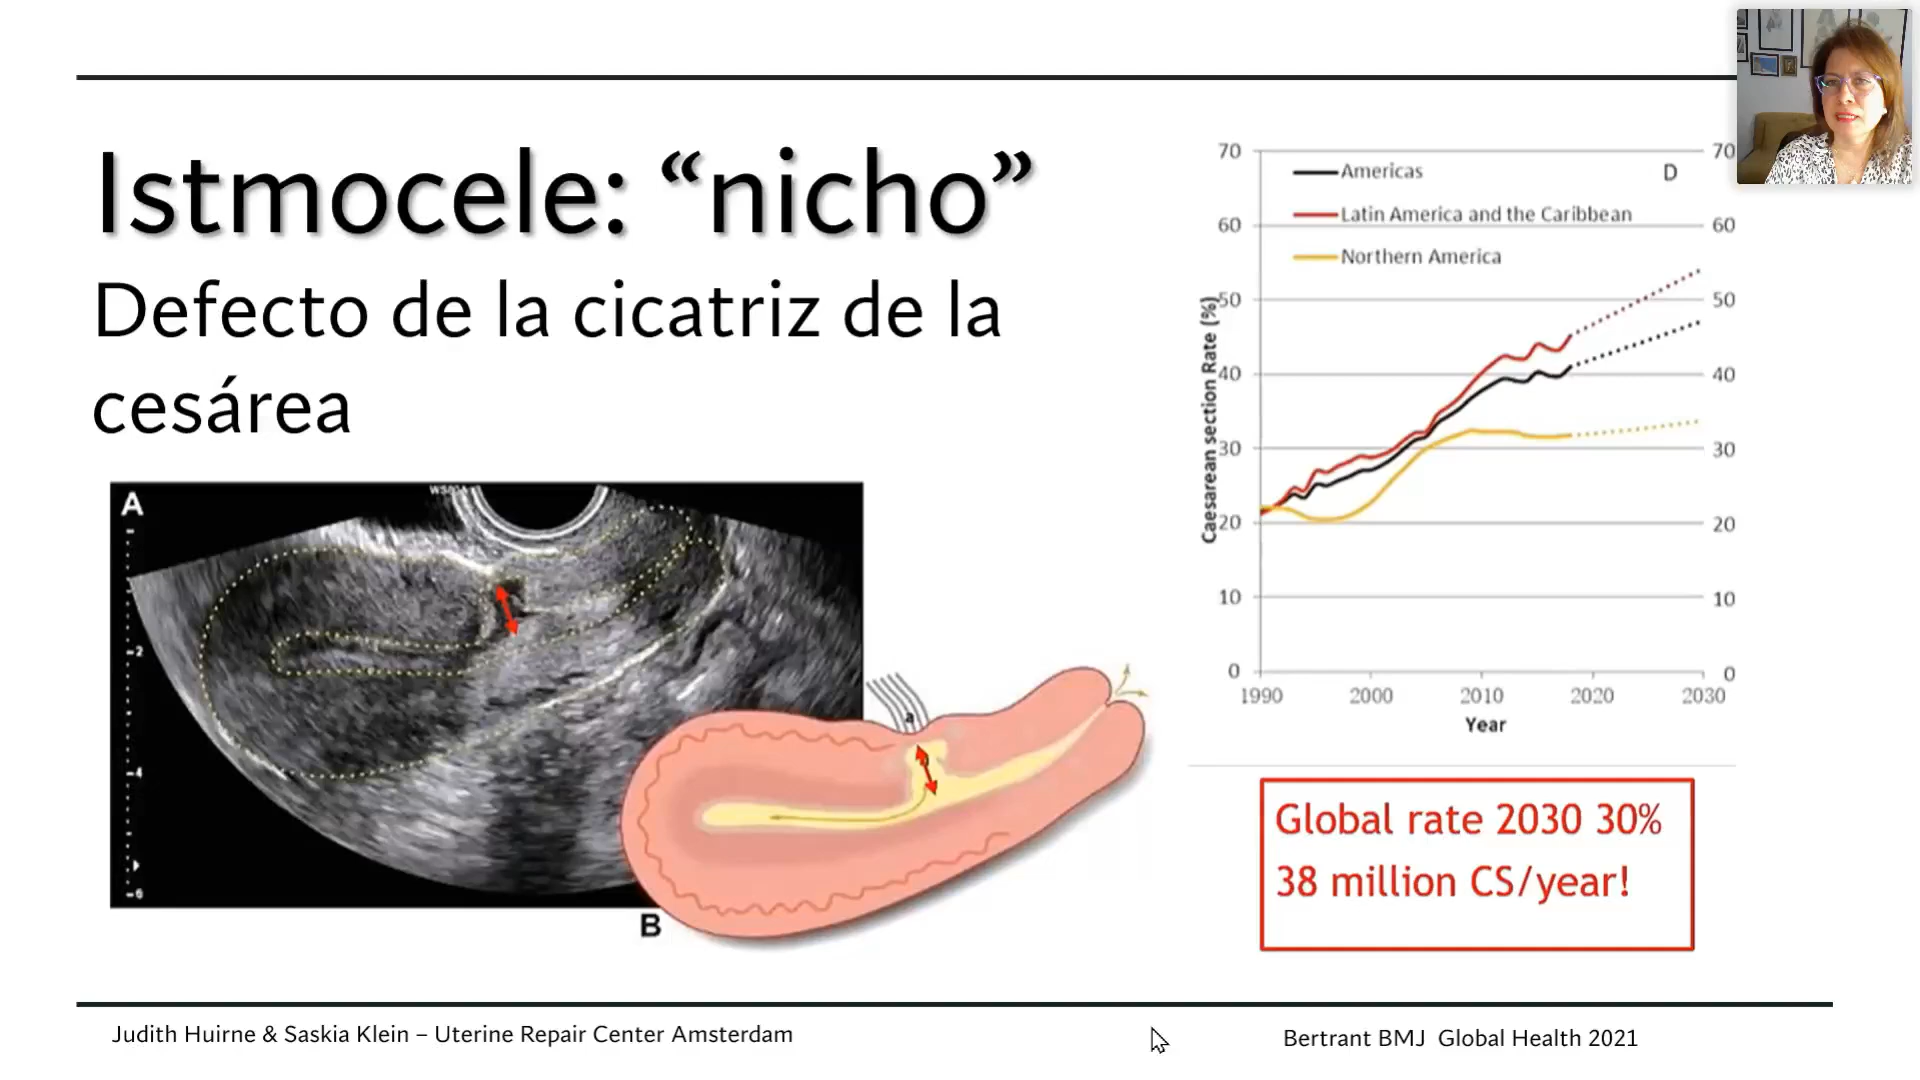 Istmocele: “nicho”
Defecto de la cicatriz de la
cesárea
A
-2
-4
-6
a
B
70
60
50
40
30
20
10
0
Caesarean section Rate (%)
Americas
D
Latin America and the Caribbean
Northern America
70
60
50
40
30
20
10
0
1990 2000 2010 2020 2030
Year
Global rate 2030 30%
38 million CS/year!
Judith Huirne & Saskia Klein – Uterine Repair Center Amsterdam
Bertrant BMJ Global Health 2021